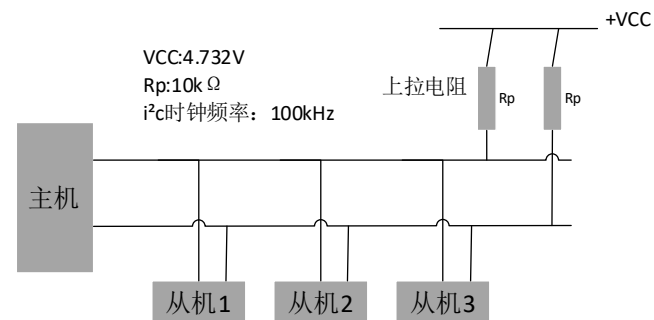 +VCC
VCC:4.732V
Rp:10kΩ
i²c时钟频率：100kHz
上拉电阻
Rp
Rp
主机
从机1
从机2
从机3